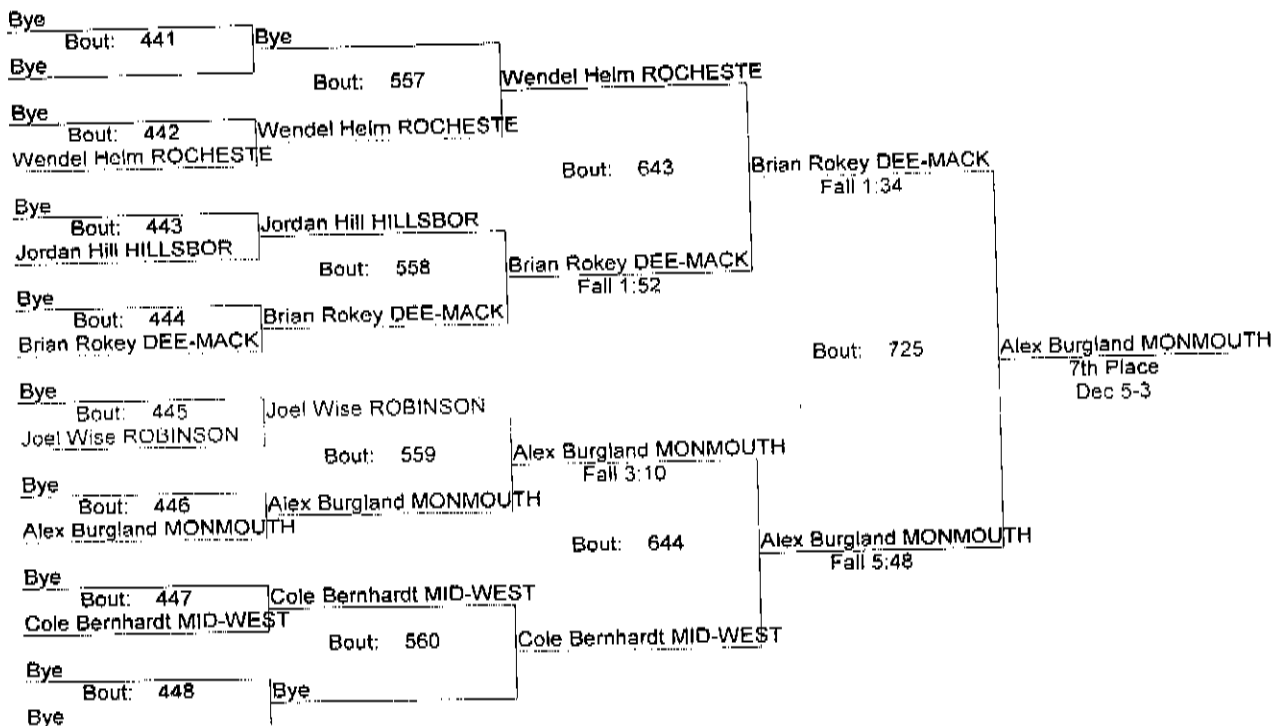 Bye
Bout: 441
Bye
Bye
Bout: 557
Wendel Helm ROCHESTE
Bye
Bout: 442
Wendel Helm ROCHESTE
Wendel Helm ROCHESTE
Bout: 643
Brian Rokey DEE-MACK
Fall 1:34
Bye
Bout: 443
Jordan Hill HILLSBOR
Jordan Hill HILLSBOR
Bout: 558
Brian Rokey DEE-MACK
Fall 1:52
Bye
Bout: 444
Brian Rokey DEE-MACK
Brian Rokey DEE-MACK
Bout: 725
Alex Burgland MONMOUTH
7th Place
Dec 5-3
Bye
Bout: 445
Joel Wise ROBINSON
Joel Wise ROBINSON
Bout: 559
Alex Burgland MONMOUTH
Fall 3:10
Bye
Bout: 446
Alex Burgland MONMOUTH
Alex Burgland MONMOUTH
Bout: 644
Alex Burgland MONMOUTH
Fall 5:48
Bye
Bout: 447
Cole Bernhardt MID-WEST
Cole Bernhardt MID-WEST
Bout: 560
Cole Bernhardt MID-WEST
Bye
Bout: 448
Bye
Bye